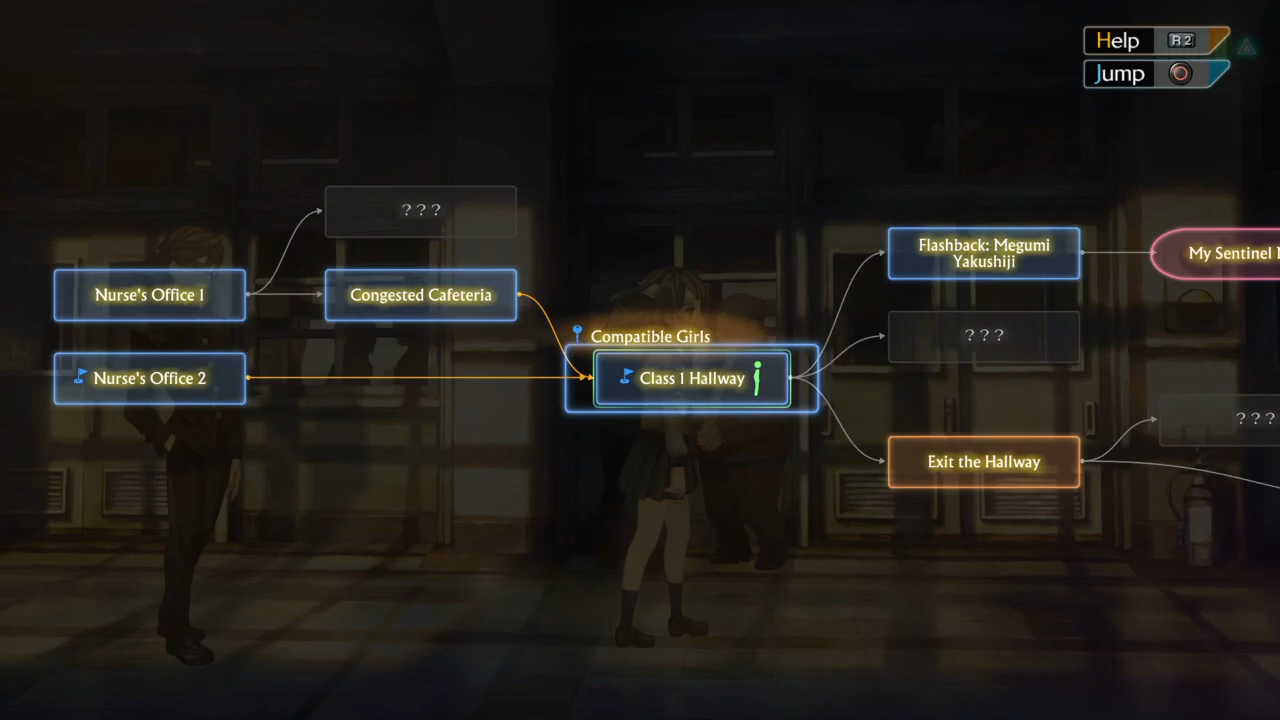 Help R2
Jump
? ? ?
Flashback: Megumi
Yakushiji
My Sentinel
Nurse's Office 1
Congested Cafeteria
Compatible Girls
? ? ?
Nurse's Office 2
Class 1 Hallway
? ? ?
Exit the Hallway